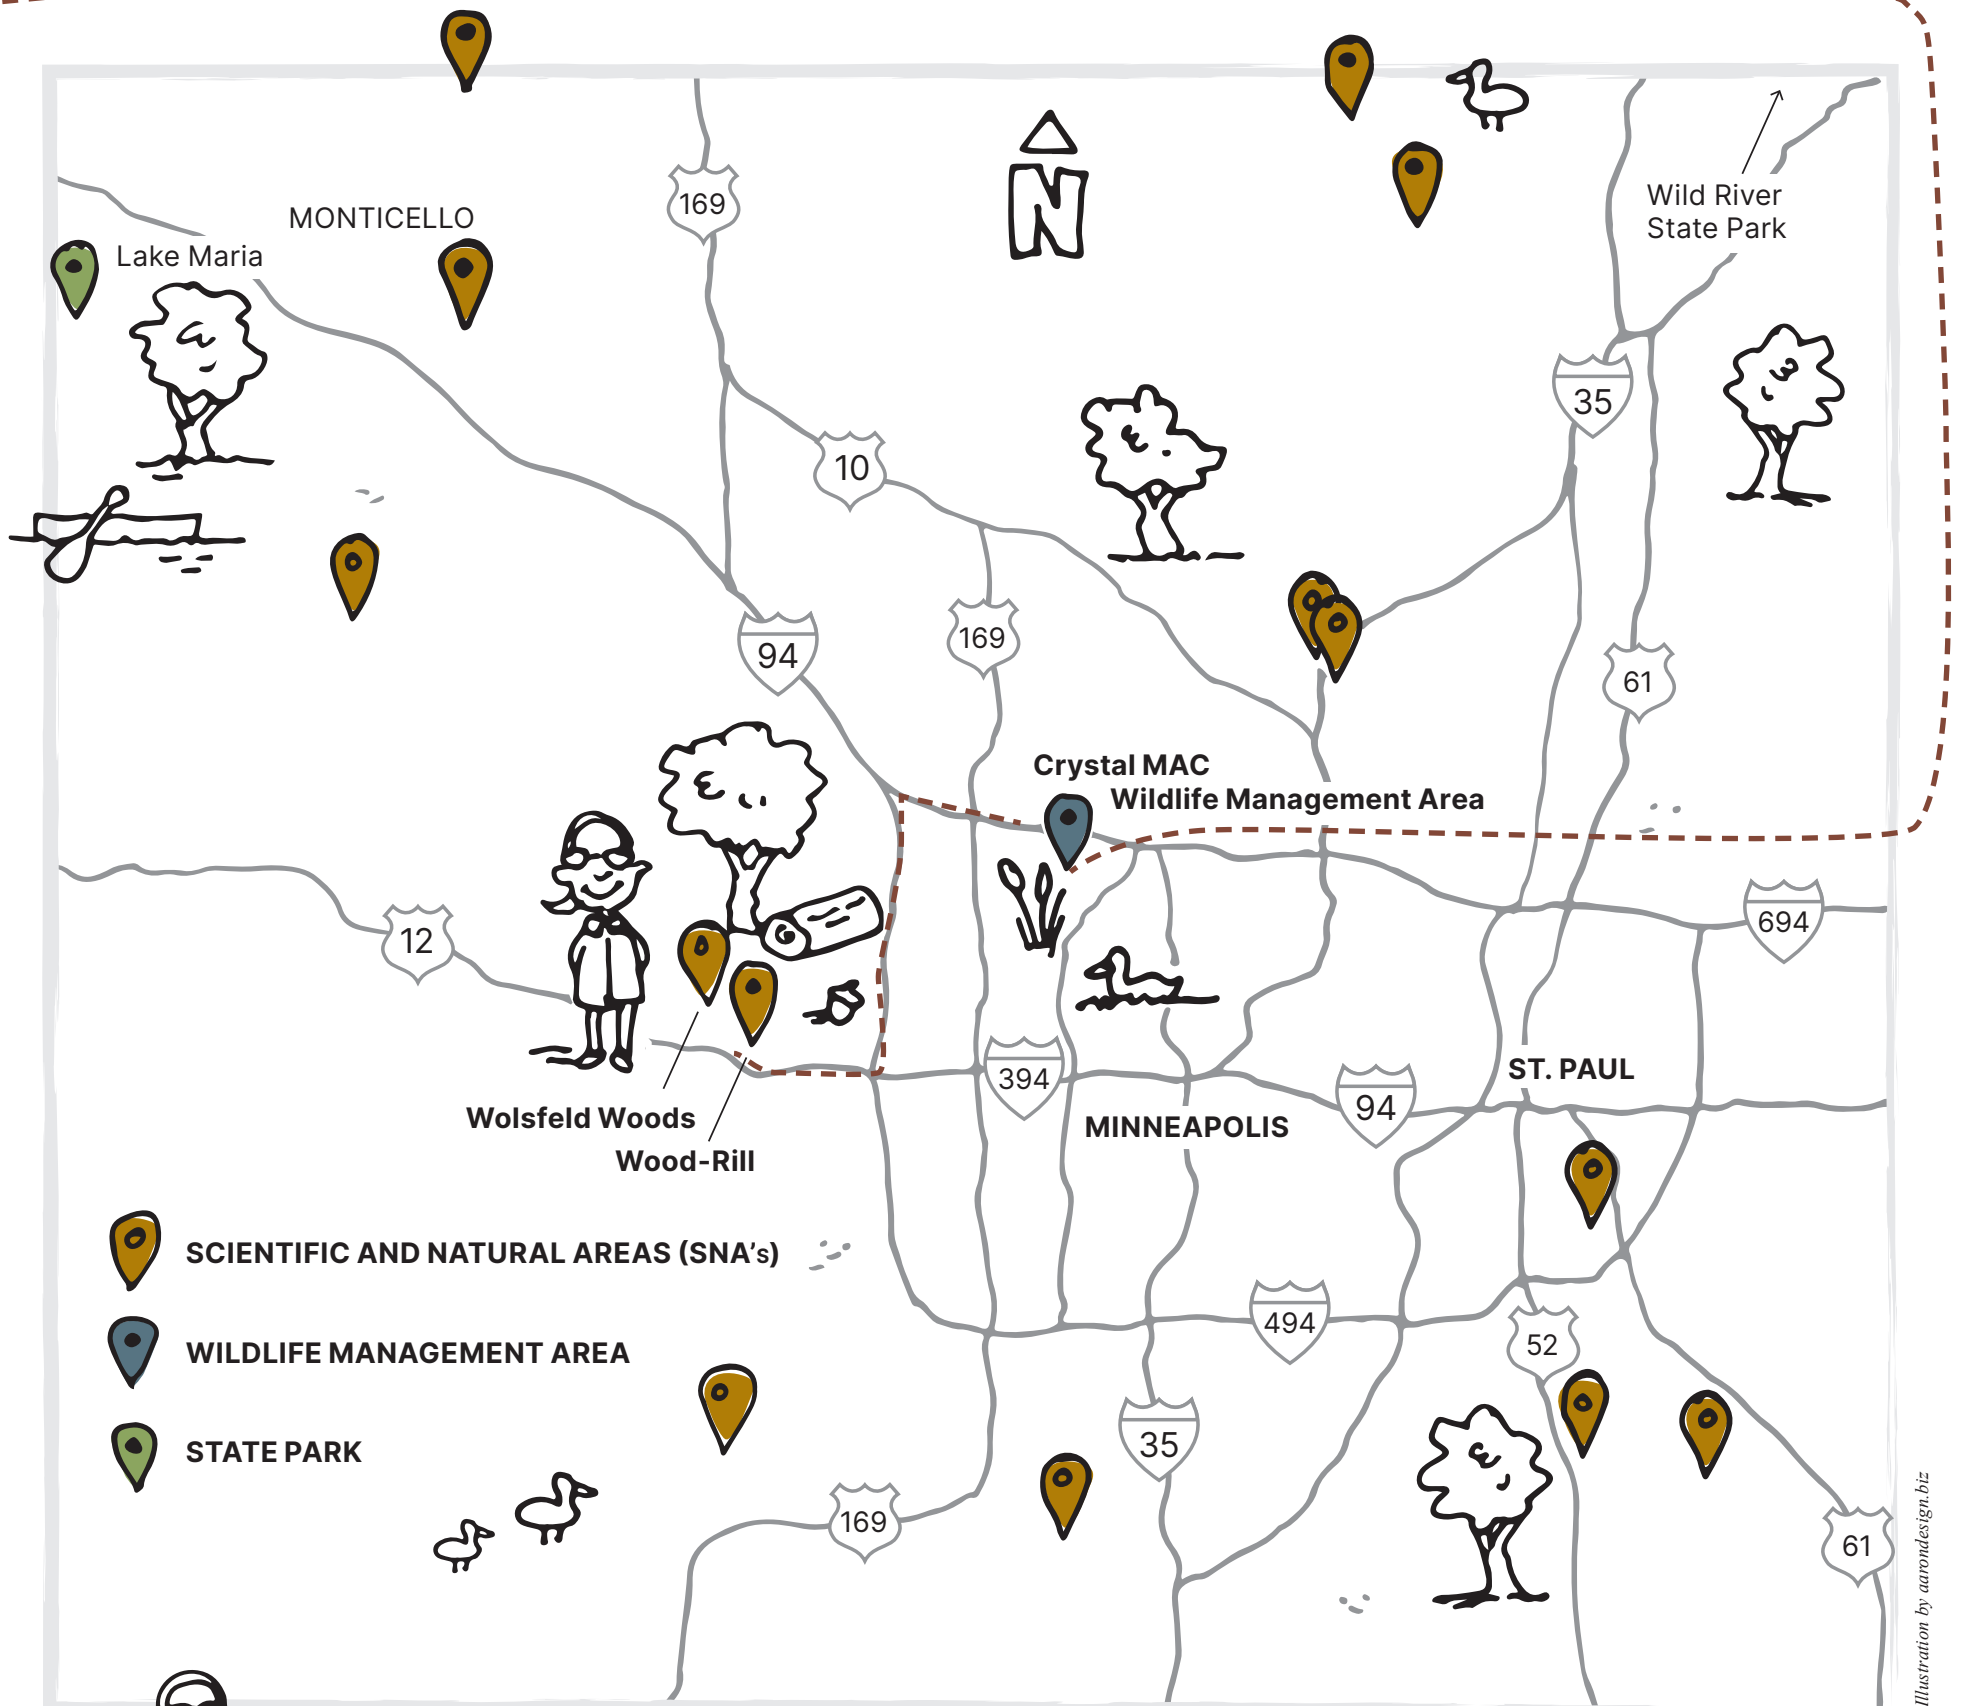 169
Wild River
State Park
MONTICELLO
Lake Maria
N
35
10
169
94
61
Crystal MAC
Wildlife Management Area
12
694
394
ST. PAUL
94
MINNEAPOLIS
Wolsfeld Woods
Wood-Rill
SCIENTIFIC AND NATURAL AREAS (SNA's)
494
52
WILDLIFE MANAGEMENT AREA
35
STATE PARK
169
61
Illustration by aarondesign.biz